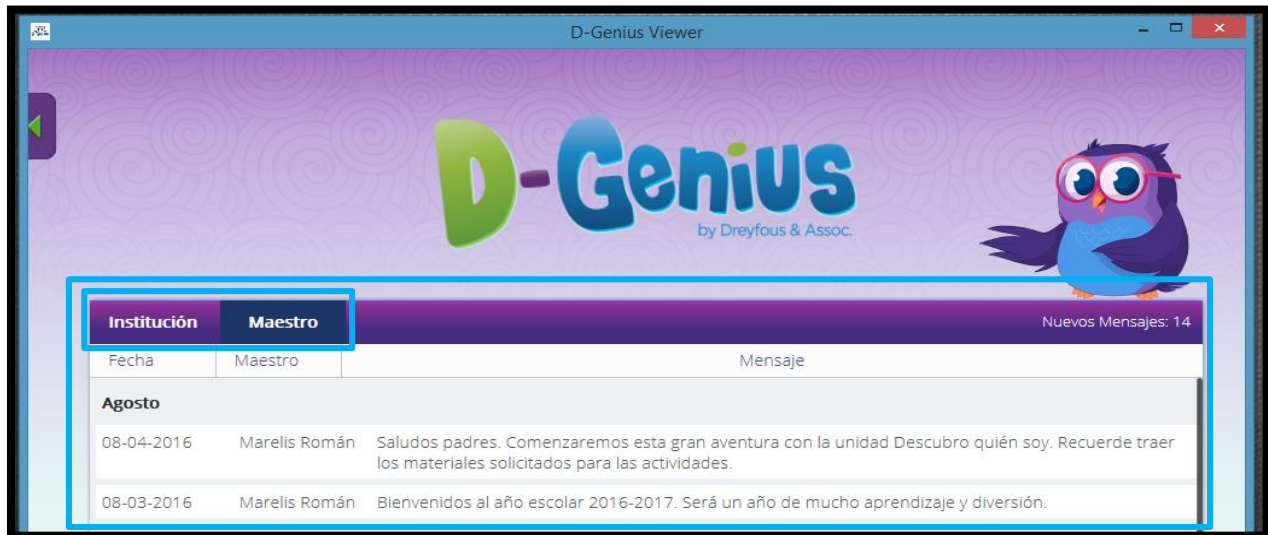 D-Genius Viewer
D-Genius
by Dreyfous & Assoc.
Institución Maestro Nuevos Mensajes: 14
Fecha Maestro Mensaje
Agosto
08-04-2016 Marelis Román Saludos padres. Comenzaremos esta gran aventura con la unidad Descubro quién soy. Recuerde traer
los materiales solicitados para las actividades.
08-03-2016 Marelis Román Bienvenidos al año escolar 2016-2017. Será un año de mucho aprendizaje y diversión.